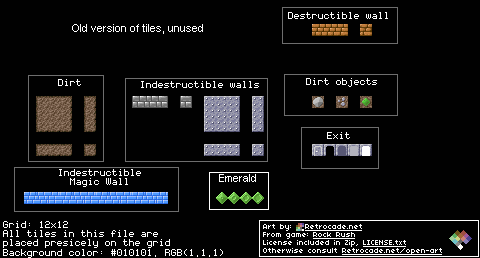 Old version of tiles, unused
Destructible wall
Dirt
Indestructible walls
Dirt objects
Exit
Indestructible
Magic Wall
Emerald
Grid: 12x12
All tiles in this file are
placed presicely on the grid
Background color: #010101, RGB(1,1,1)
Art by: Retrocade.net
From game: Rock Rush
License included in Zip, LICENSE.txt
Otherwise consult Retrocade.net/open-art